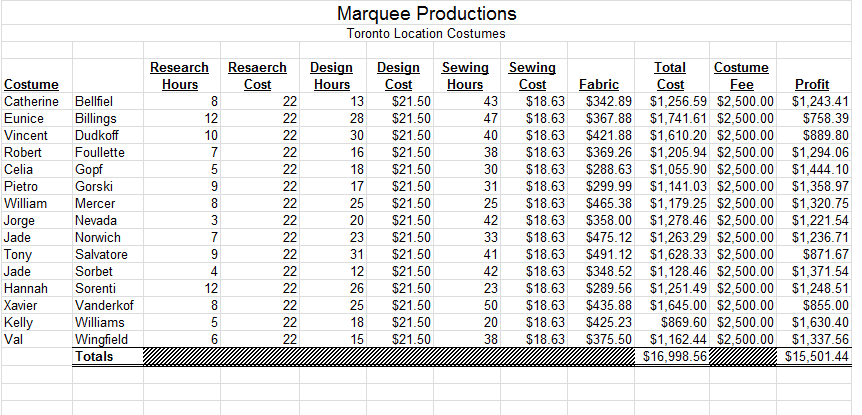 Marquee Productions
Toronto Location Costumes
Research Resaerch Design Design Sewing Sewing Total Costume
Costume Hours Cost Hours Cost Hours Cost Fabric Cost Fee Profit
Catherine Bellfiel 8 22 13 $21.50 43 $18.63 $342.89 $1,256.59 $2,500.00 $1,243.41
Eunice Billings 12 22 28 $21.50 47 $18.63 $367.88 $1,741.61 $2,500.00 $758.39
Vincent Dudkoff 10 22 30 $21.50 40 $18.63 $421.88 $1,610.20 $2,500.00 $889.80
Robert Foullette 7 22 16 $21.50 38 $18.63 $369.26 $1,205.94 $2,500.00 $1,294.06
Celia Gopf 5 22 18 $21.50 30 $18.63 $288.63 $1,055.90 $2,500.00 $1,444.10
Pietro Gorski 9 22 17 $21.50 31 $18.63 $299.99 $1,141.03 $2,500.00 $1,358.97
William Mercer 8 22 25 $21.50 25 $18.63 $465.38 $1,179.25 $2,500.00 $1,320.75
Jorge Nevada 3 22 20 $21.50 42 $18.63 $358.00 $1,278.46 $2,500.00 $1,221.54
Jade Norwich 7 22 23 $21.50 33 $18.63 $475.12 $1,263.29 $2,500.00 $1,236.71
Tony Salvatore 9 22 31 $21.50 41 $18.63 $491.12 $1,628.33 $2,500.00 $871.67
Jade Sorbet 4 22 12 $21.50 42 $18.63 $348.52 $1,128.46 $2,500.00 $1,371.54
Hannah Sorenti 12 22 26 $21.50 23 $18.63 $289.56 $1,251.49 $2,500.00 $1,248.51
Xavier Vanderkof 8 22 25 $21.50 50 $18.63 $435.88 $1,645.00 $2,500.00 $855.00
Kelly Williams 5 22 18 $21.50 20 $18.63 $425.23 $869.60 $2,500.00 $1,630.40
Val Wingfield 6 22 15 $21.50 38 $18.63 $375.50 $1,162.44 $2,500.00 $1,337.56
Totals $16,998.56 $15,501.44